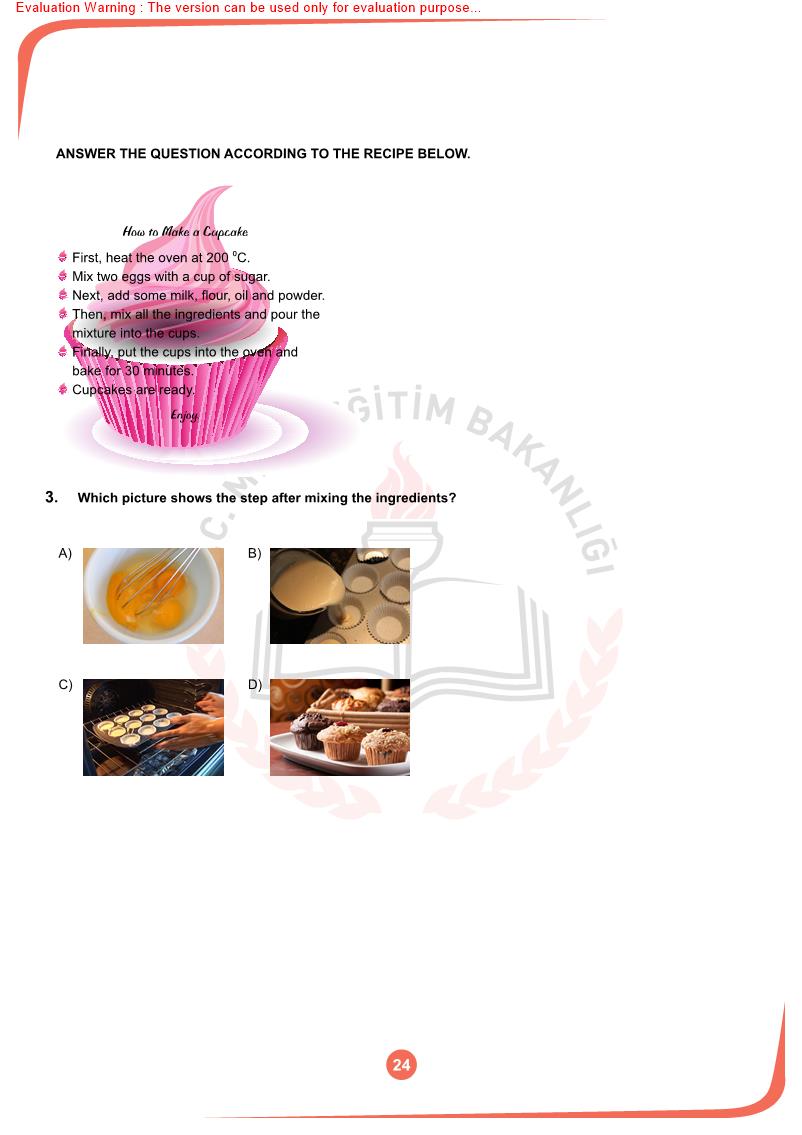 Evaluation Warning : The version can be used only for evaluation purpose...
ANSWER THE QUESTION ACCORDING TO THE RECIPE BELOW.
How to Make a Cupcake
First, heat the oven at 200 ⁰C.
Mix two eggs with a cup of sugar.
Next, add some milk, flour, oil and powder.
Then, mix all the ingredients and pour the
mixture into the cups.
Finally, put the cups into the oven and
bake for 30 minutes.
Cupcakes are ready.
Enjoy.
C. M
EĞİTİM BAKANLIĞI
3. Which picture shows the step after mixing the ingredients?
A)
B)
C)
D)
24